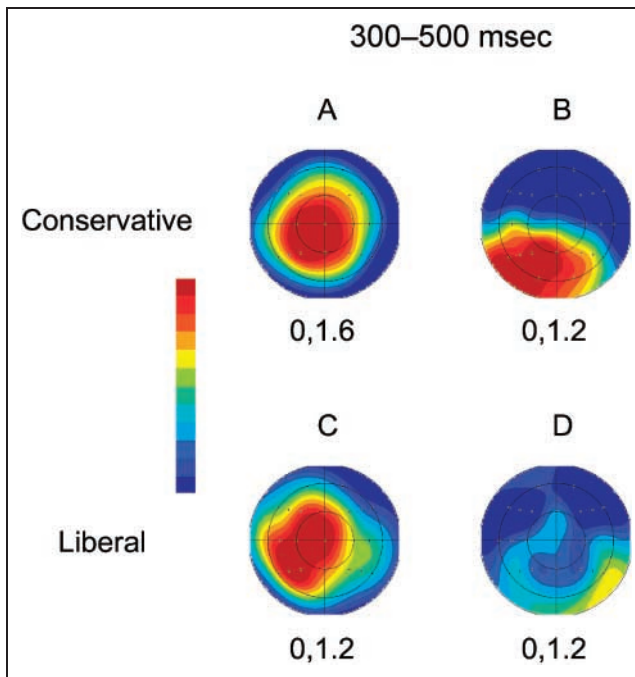 300–500 msec
A B
Conservative
0,1.6 0,1.2
C D
Liberal
0,1.2 0,1.2